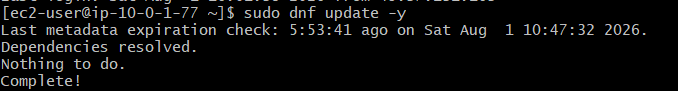 [ec2-user@ip-10-0-1-77 ~]$ sudo dnf update -y
Last metadata expiration check: 5:53:41 ago on Sat Aug  1 10:47:32 2026.
Dependencies resolved.
Nothing to do.
Complete!